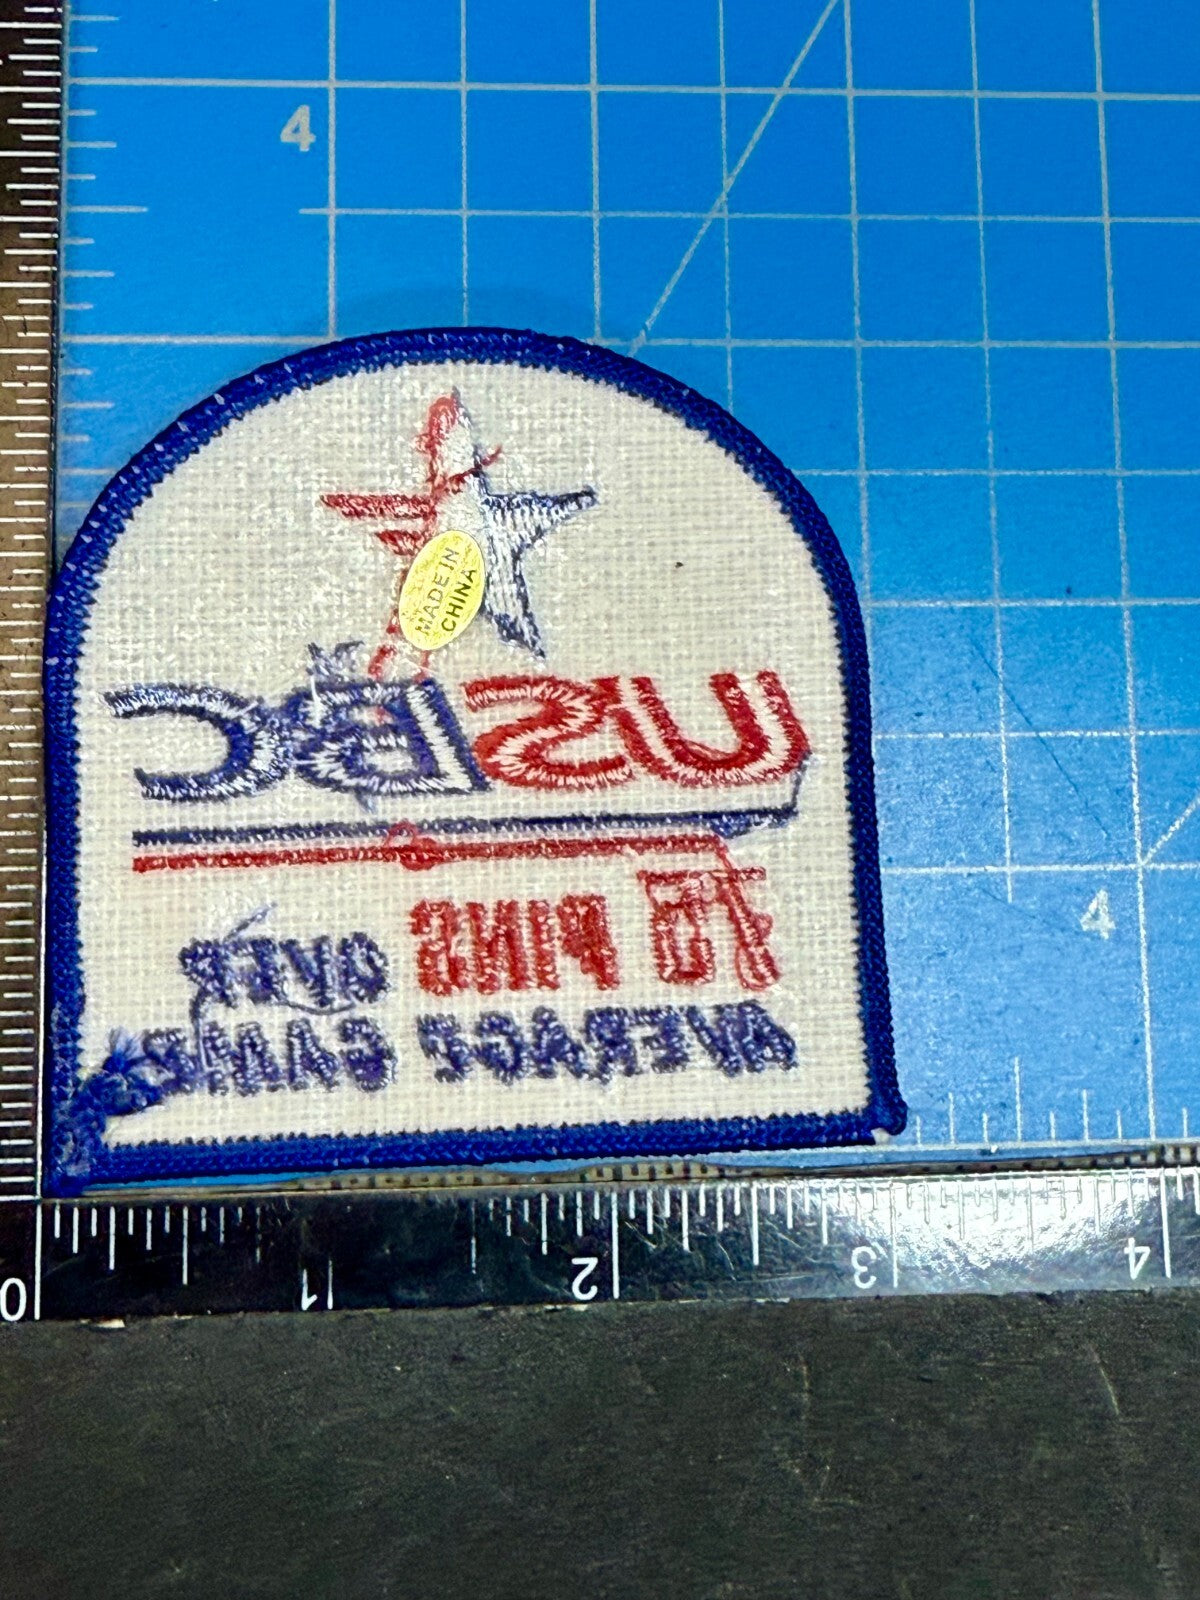 4
MADE IN
CHINA
USBC
75 PINS OVER
AVERAGE GAME
4
0 1 2 3 4